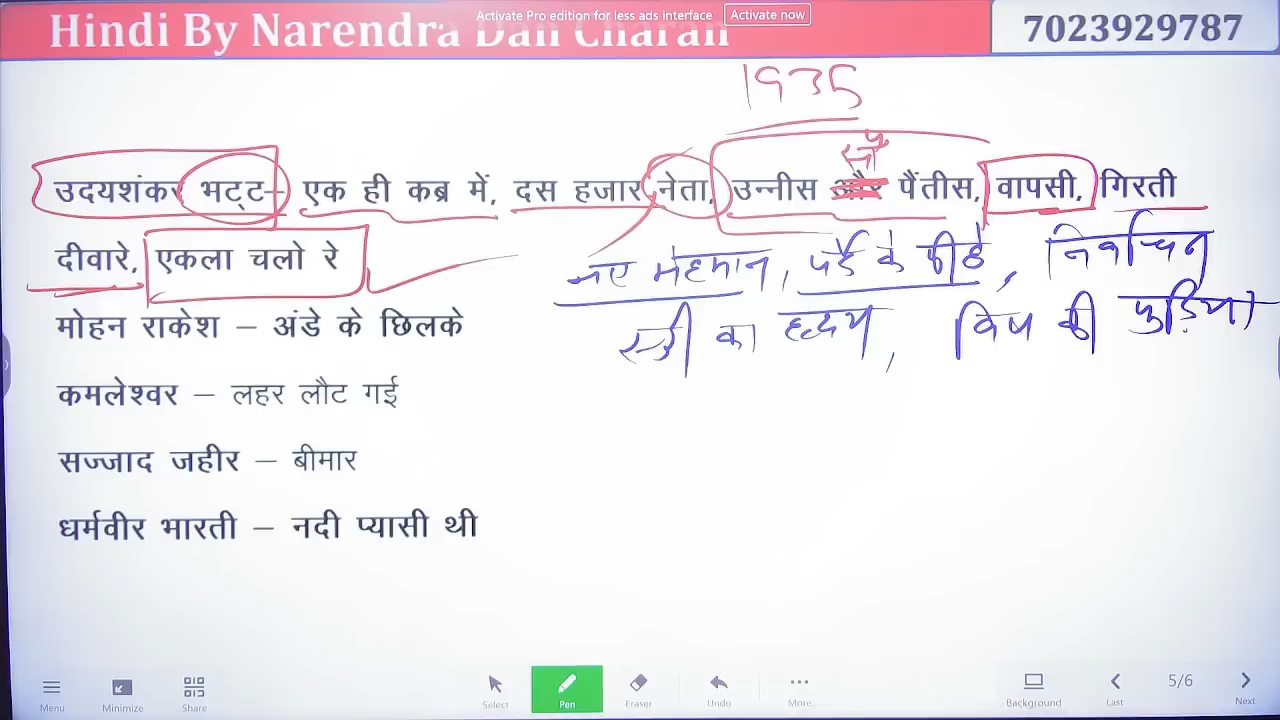 Activate Pro edition for less ads interface Activate now
Hindi By Narendra Dan Charan
7023929787
1935
सौ
उदयशंकर भट्ट– एक ही कब्र में, दस हजार नेता, उन्नीस और पैंतीस, वापसी, गिरती
दीवारे, एकला चलो रे
नए मेहमान, पर्दे के पीछे, निर्वाचन
स्त्री का ह्रदय, विष की पुड़िया
मोहन राकेश – अंडे के छिलके
कमलेश्वर – लहर लौट गई
सज्जाद जहीर – बीमार
धर्मवीर भारती – नदी प्यासी थी
Menu Minimize Share Select Pen Eraser Undo More... Background Last 5/6 Next